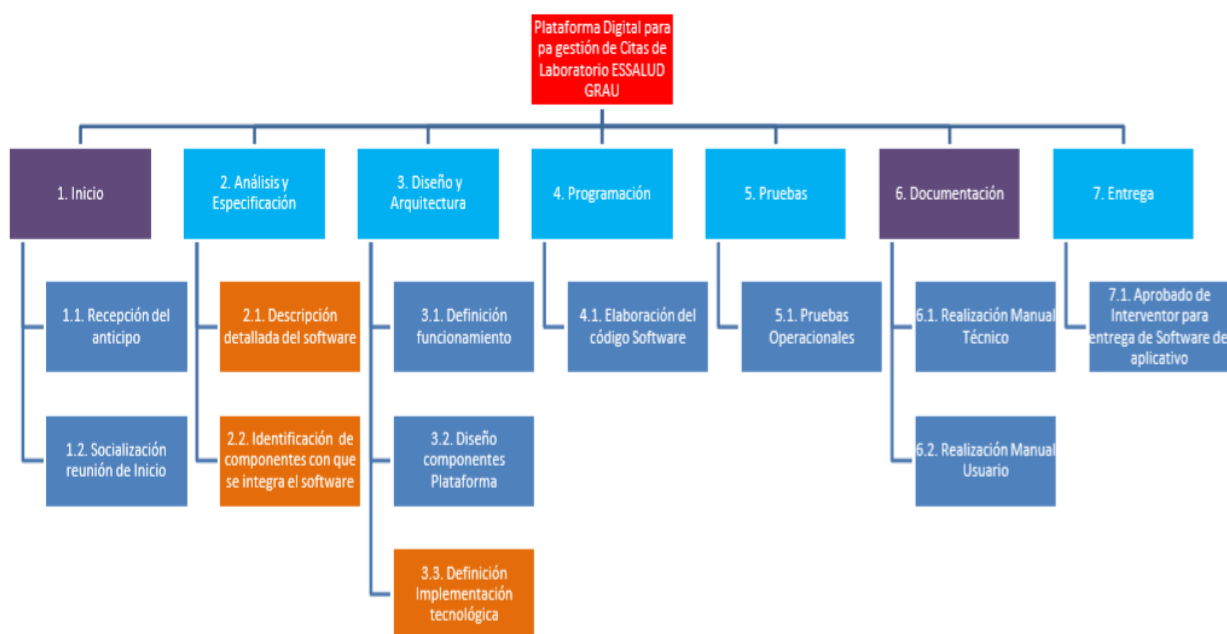 Plataforma Digital para
pa gestión de Citas de
Laboratorio ESSALUD
GRAU
1. Inicio
2. Análisis y
Especificación
3. Diseño y
Arquitectura
4. Programación
5. Pruebas
6. Documentación
7. Entrega
1.1. Recepción del
anticipo
2.1. Descripción
detallada del software
3.1. Definición
funcionamiento
4.1. Elaboración del
código Software
5.1. Pruebas
Operacionales
6.1. Realización Manual
Técnico
7.1. Aprobado de
Interventor para
entrega de Software de
aplicativo
1.2. Socialización
reunión de Inicio
2.2. Identificación de
componentes con que
se integra el software
3.2. Diseño
componentes
Plataforma
6.2. Realización Manual
Usuario
3.3. Definición
Implementación
tecnológica